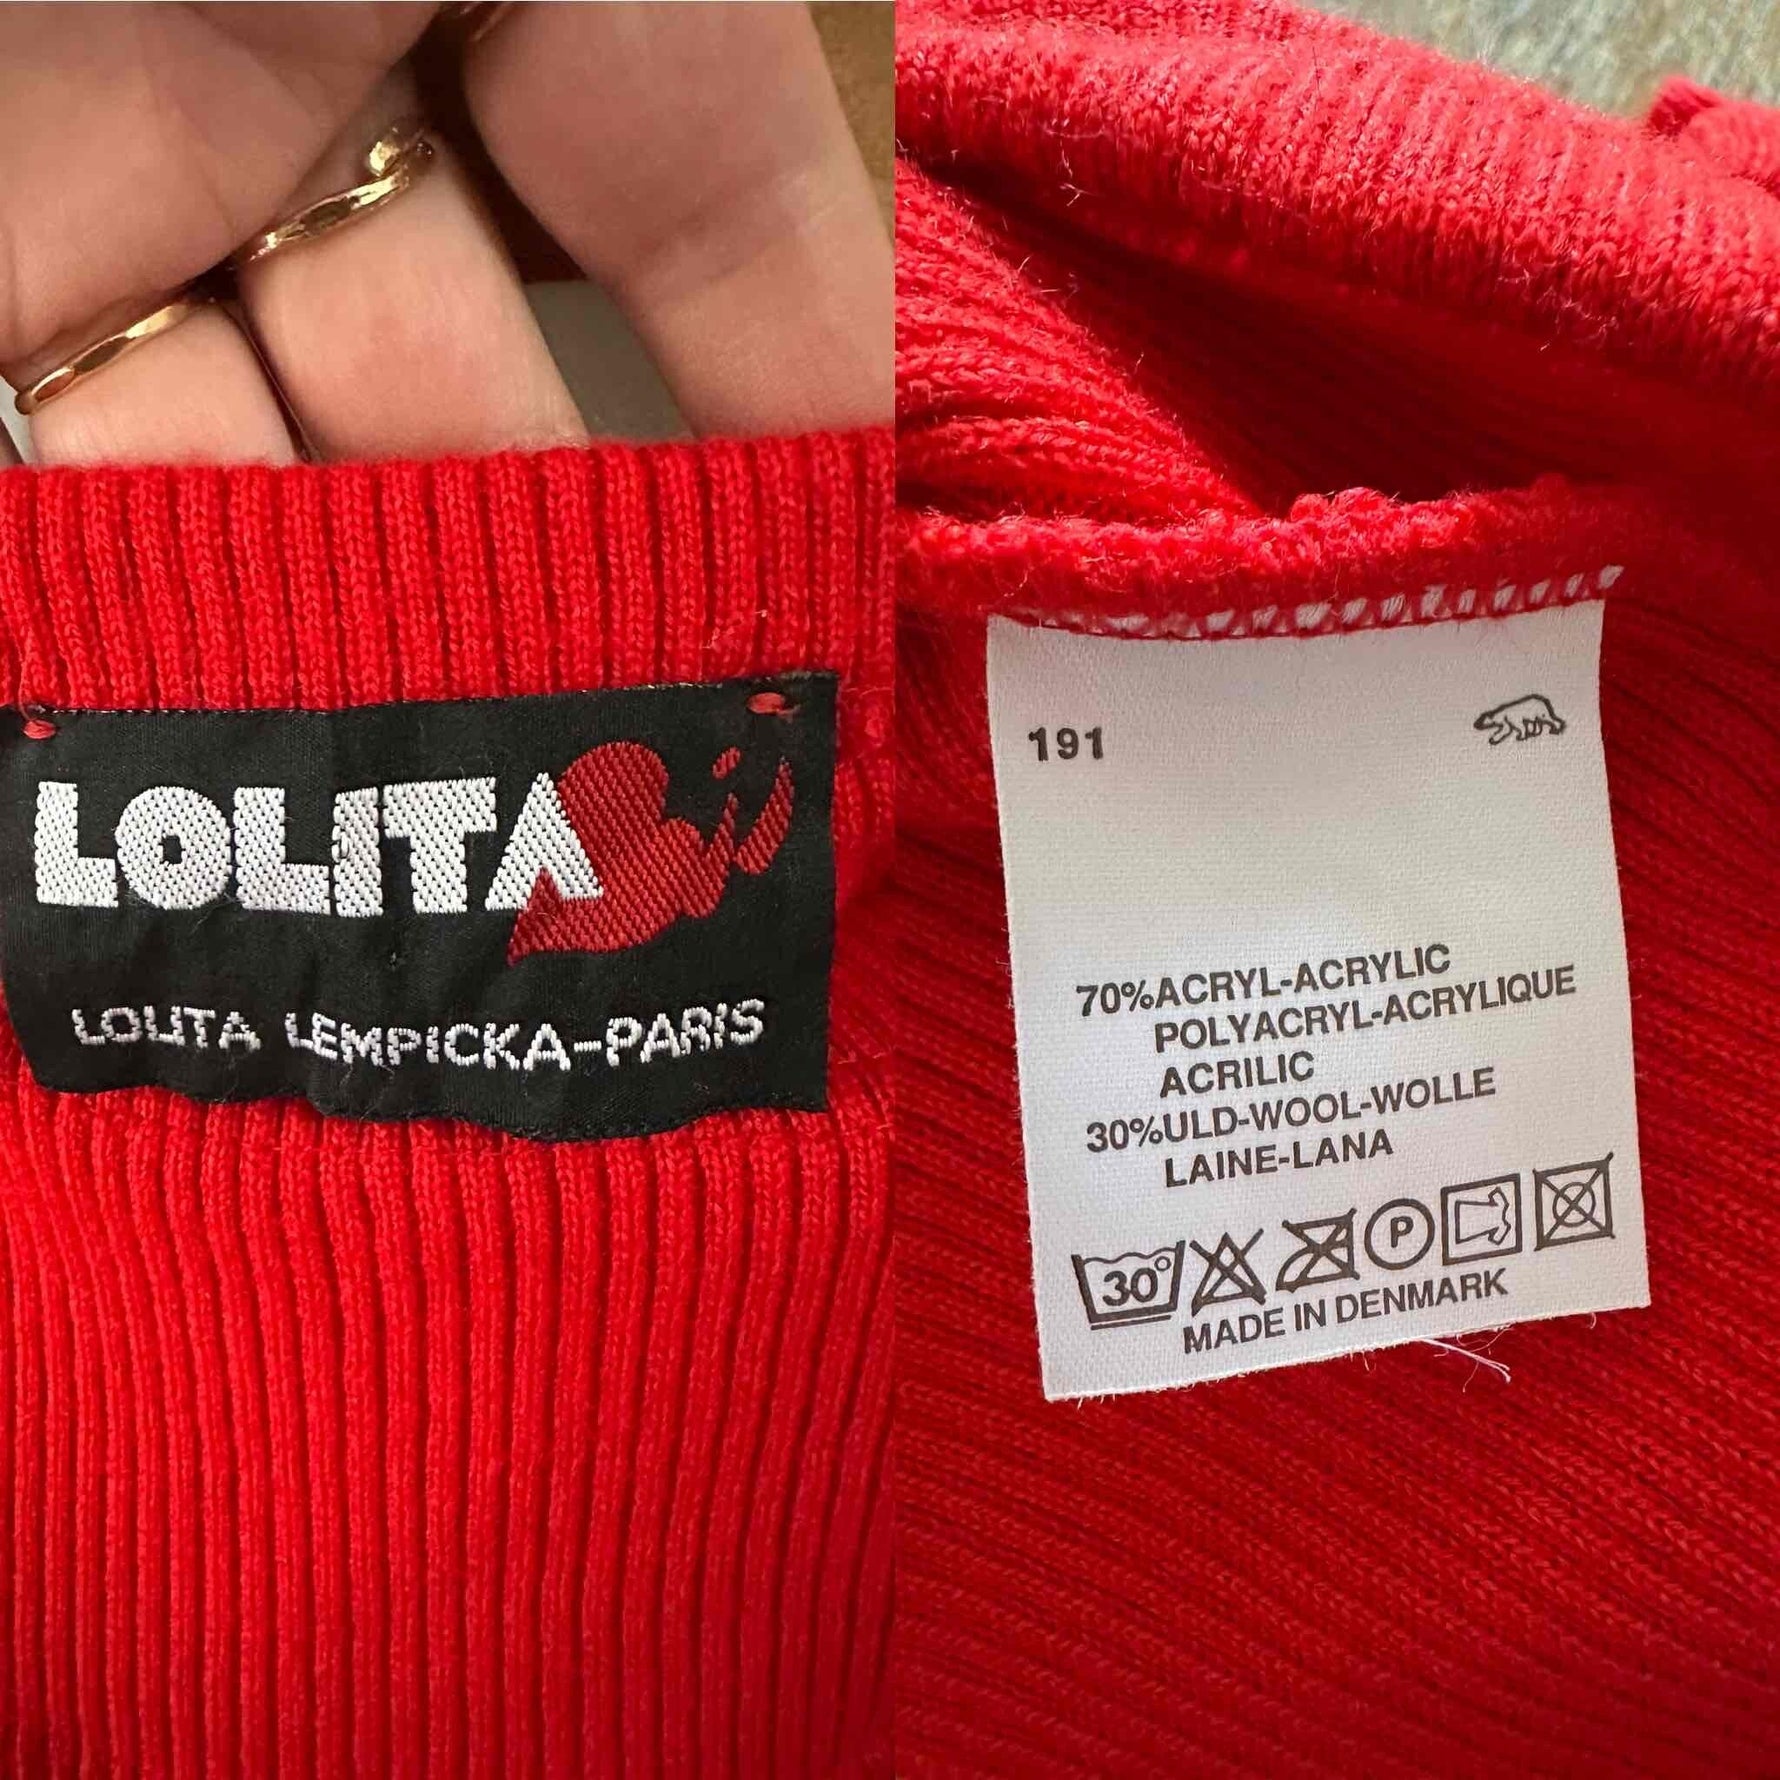 LOLITA
LOLITA LEMPICKA-PARIS
191
70%ACRYL-ACRYLIC
POLYACRYL-ACRYLIQUE
ACRILIC
30%ULD-WOOL-WOLLE
LAINE-LANA
30° P
MADE IN DENMARK